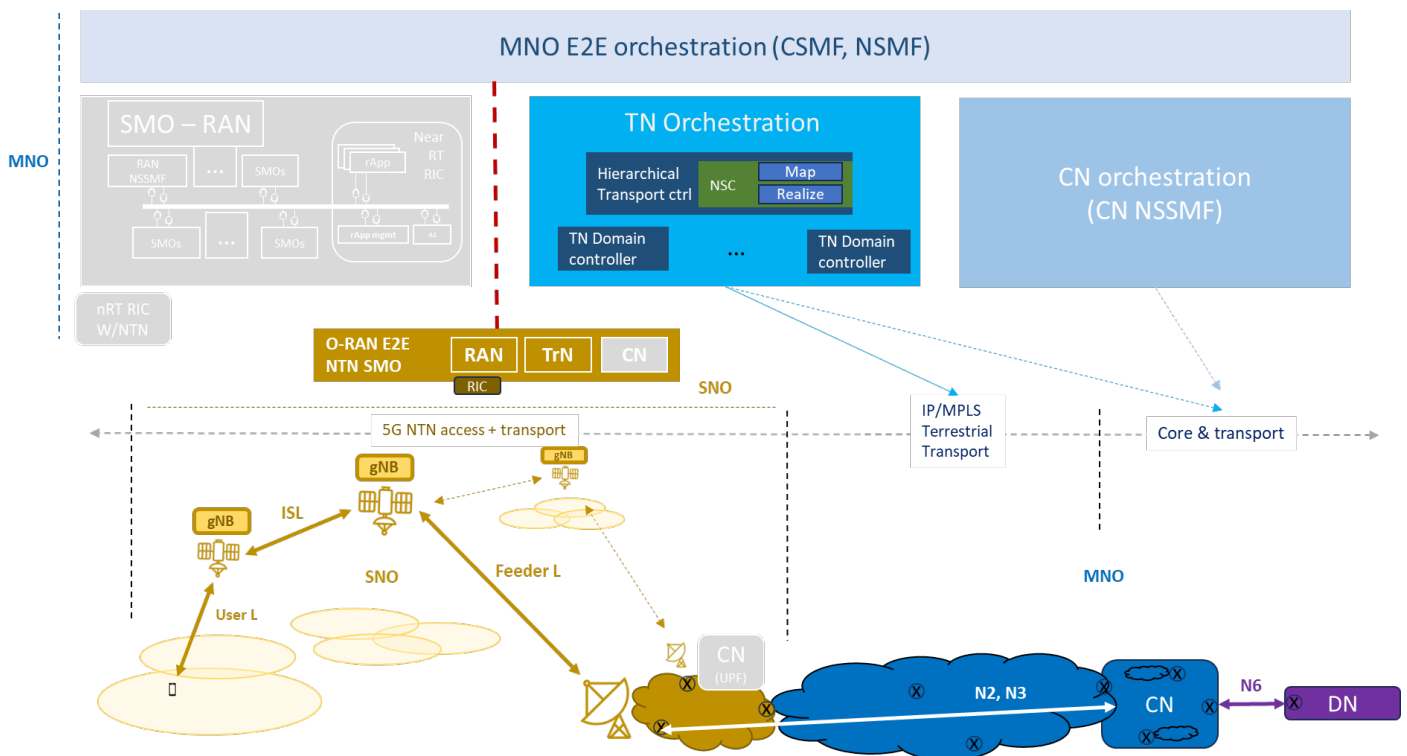 MNO E2E orchestration (CSMF, NSMF)
MNO
SMO – RAN
RAN
NSSMF
...
SMOs
rApp
Near
RT
RIC
SMOs
...
SMOs
rApp mgmt.
AI
nRT RIC
W/NTN
TN Orchestration
Hierarchical
Transport ctrl
NSC
Map
Realize
TN Domain
controller
...
TN Domain
controller
CN orchestration
(CN NSSMF)
O-RAN E2E
NTN SMO
RAN
TrN
CN
RIC
SNO
5G NTN access + transport
IP/MPLS
Terrestrial
Transport
Core & transport
gNB
gNB
gNB
ISL
User L
SNO
Feeder L
MNO
CN
(UPF)
X
X
X
X
X
N2, N3
X
X
CN
X
X
X
N6
X
DN